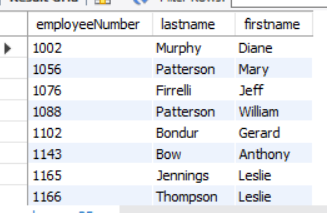 employeeNumber lastname firstname
1002 Murphy Diane
1056 Patterson Mary
1076 Firrelli Jeff
1088 Patterson William
1102 Bondur Gerard
1143 Bow Anthony
1165 Jennings Leslie
1166 Thompson Leslie